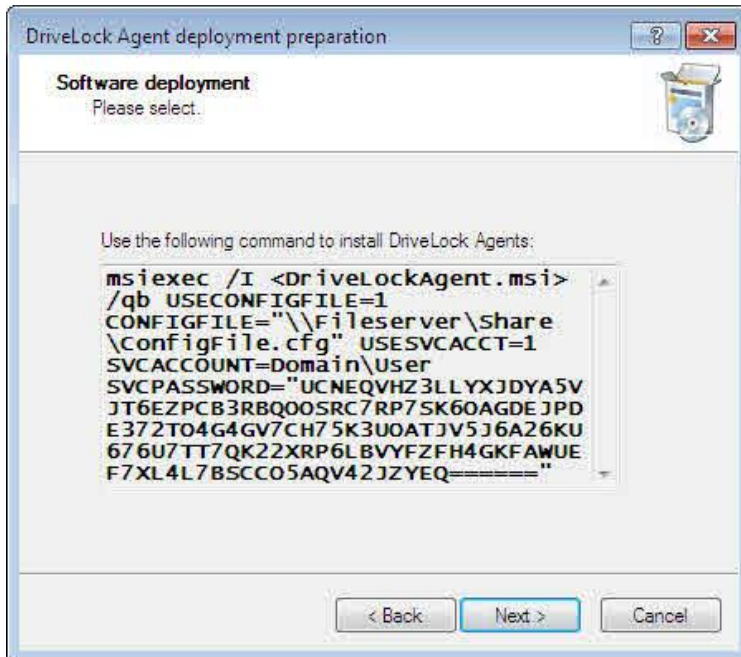 DriveLock Agent deployment preparation
Software deployment
Please select.
Use the following command to install DriveLock Agents:
msiexec /I <DriveLockAgent.msi>
/qb USECONFIGFILE=1
CONFIGFILE="\\Fileserver\Share
\ConfigFile.cfg" USESVCACCT=1
SVCACCOUNT=Domain\User
SVCPASSWORD="UCNEQVHZ3LLYXJDYA5V
JT6EZPCB3RBQOOSRC7RP7SK6OAGDEJPD
E372TO4G4GV7CH75K3UOATJV5J6A26KU
676U7TT7QK22XRP6LBVYFZFH4GKFAWUE
F7XL4L7BSCCO5AQV42JZYEQ======"
< Back
Next >
Cancel